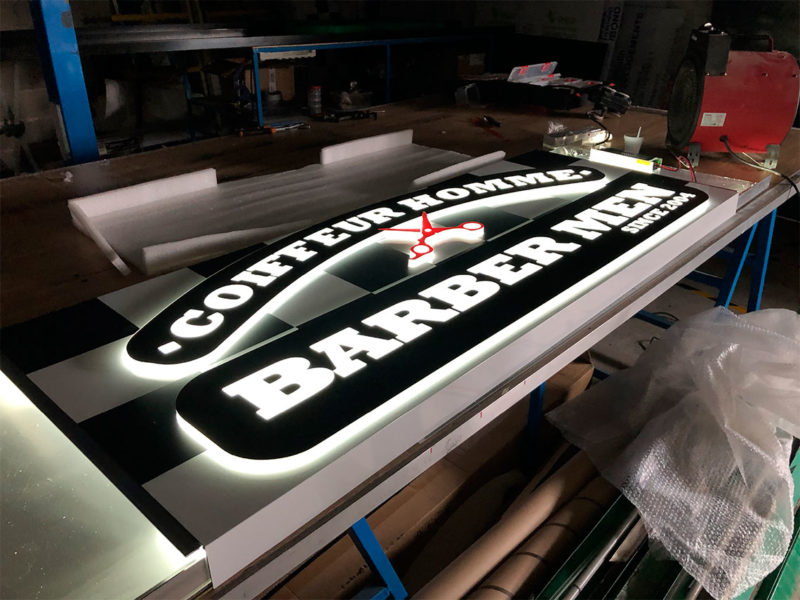 ·COIFFEUR HOMME·
BARBER MEN
SINCE 2004